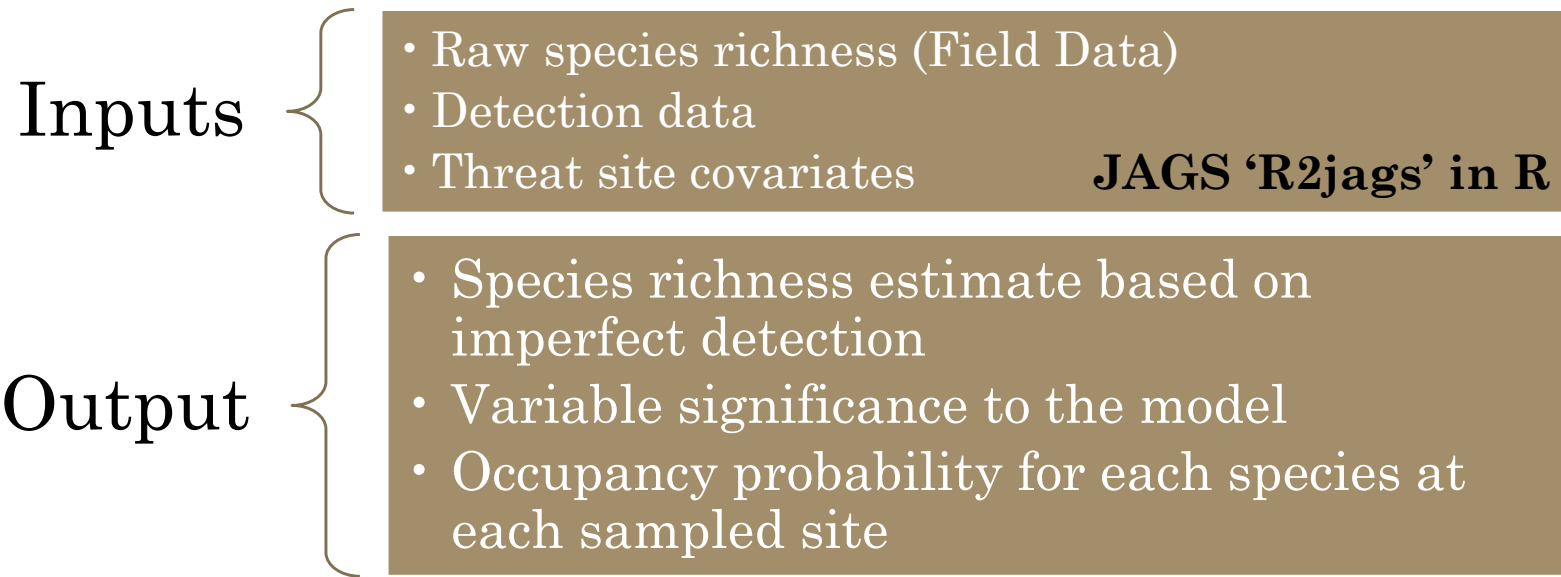 Inputs
• Raw species richness (Field Data)
• Detection data
• Threat site covariates
JAGS ‘R2jags’ in R
Output
• Species richness estimate based on
imperfect detection
• Variable significance to the model
• Occupancy probability for each species at
each sampled site